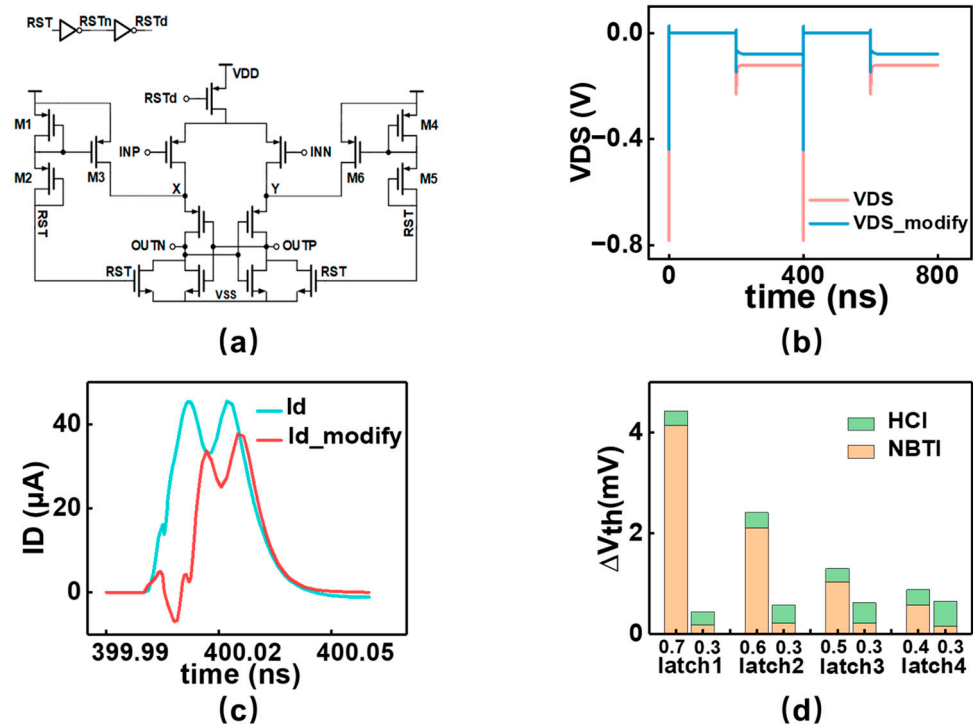 RST RSTn RSTd
VDD
RSTd
M1
M4
INP
INN
M2
M3
M6
M5
X
Y
RST
RST
OUTN
OUTP
RST
RST
VSS
(a)
VDS (V)
0.0
−0.4
−0.8
VDS
VDS_modify
0 400 800
time (ns)
(b)
ID (μA)
40
20
0
Id
Id_modify
399.99 400.02 400.05
time (ns)
(c)
ΔVth(mV)
4
2
0
HCI
NBTI
0.7 0.3 0.6 0.3 0.5 0.3 0.4 0.3
latch1 latch2 latch3 latch4
(d)